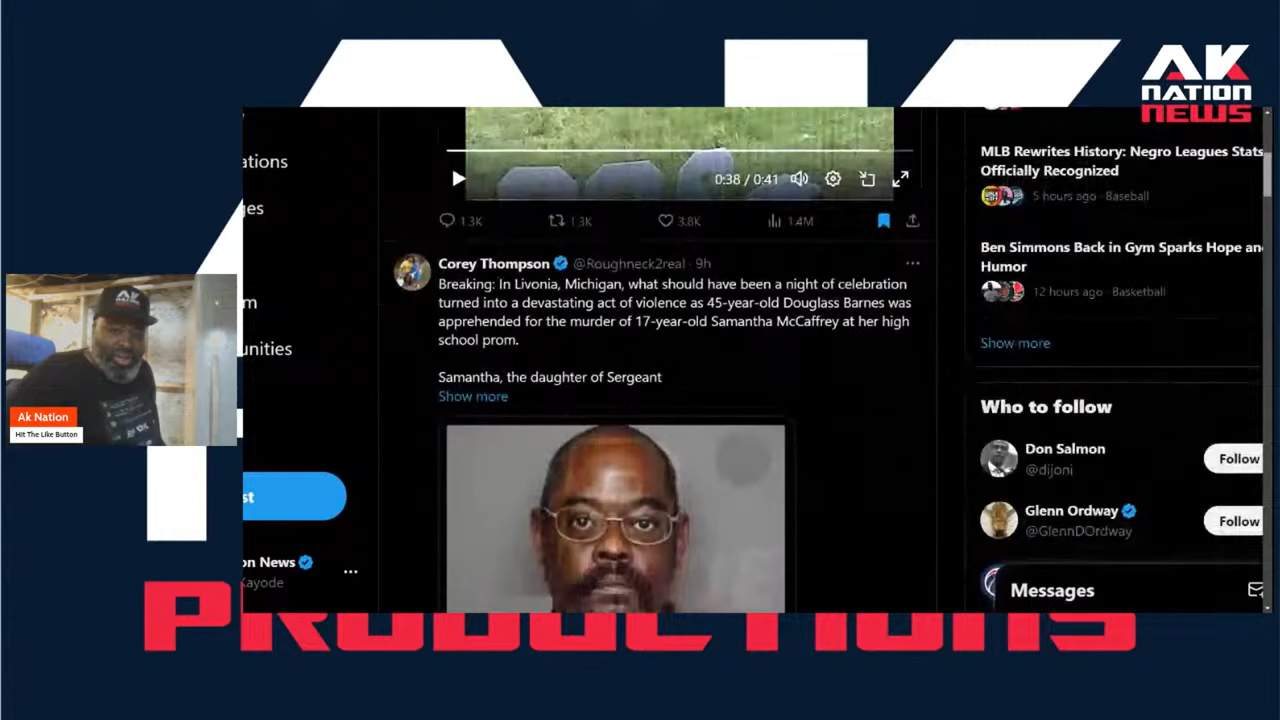 AK
NATION
NEWS
ations
ges
m
unities
st
on News
Kayode
AK
NATION
Ak Nation
Hit The Like Button
0:38 / 0:41
1.3K
1.3K
3.8K
1.4M
Corey Thompson @Roughneck2real · 9h
Breaking: In Livonia, Michigan, what should have been a night of celebration
turned into a devastating act of violence as 45-year-old Douglass Barnes was
apprehended for the murder of 17-year-old Samantha McCaffrey at her high
school prom.
Samantha, the daughter of Sergeant
Show more
MLB Rewrites History: Negro Leagues Stats
Officially Recognized
5 hours ago · Baseball
Ben Simmons Back in Gym Sparks Hope and
Humor
12 hours ago · Basketball
Show more
Who to follow
Don Salmon
@dijoni
Follow
Glenn Ordway
@GlennDOrdway
Follow
Messages
PRODUCTIONS